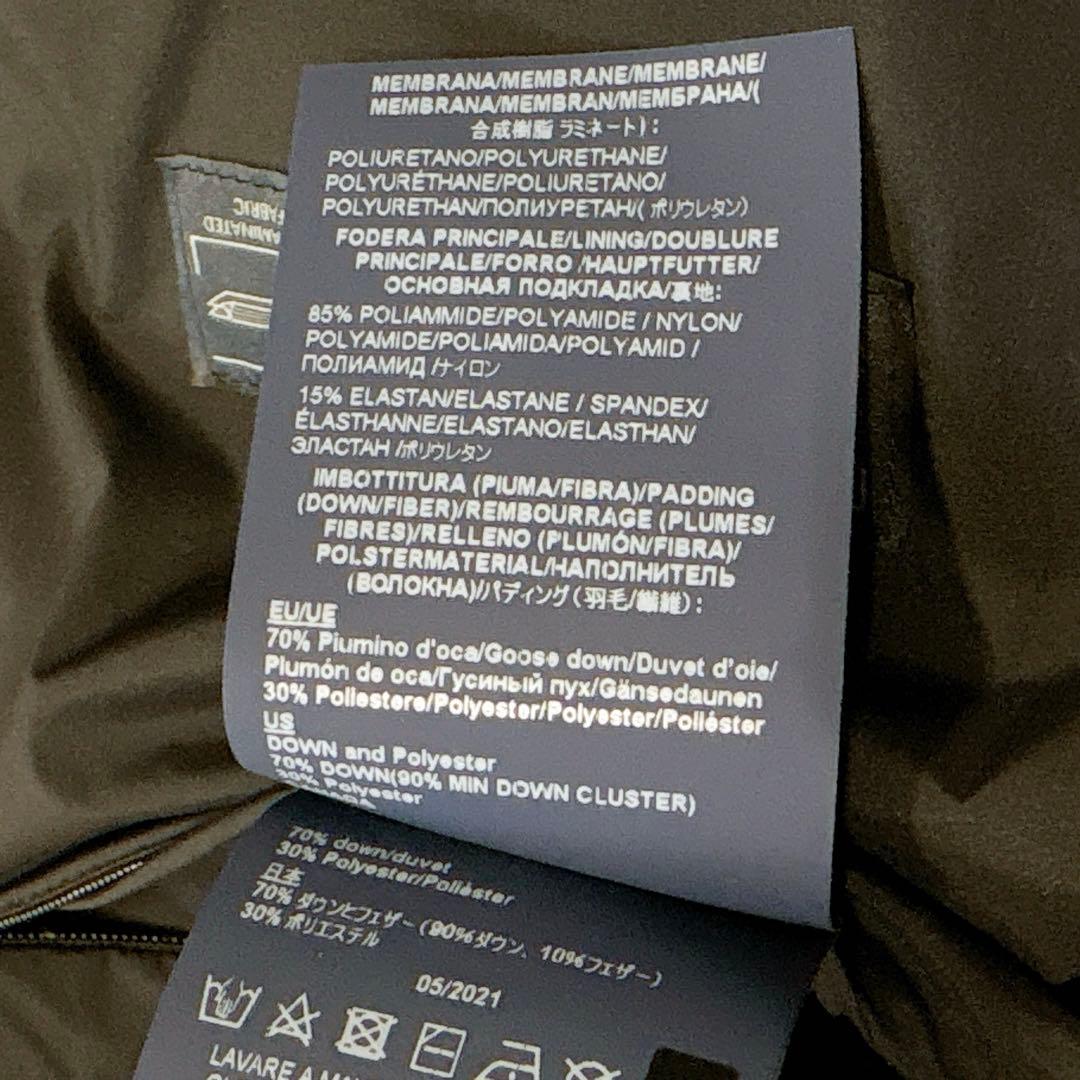 MEMBRANA/MEMBRANE/MEMBRANE/
MEMBRANA/MEMBRAN/МЕМБРАНА/(
合成樹脂 ラミネート):
POLIURETANO/POLYURETHANE/
POLYURÉTHANE/POLIURETANO/
POLYURETHAN/ПОЛИУРЕТАН/( ポリウレタン)
FODERA PRINCIPALE/LINING/DOUBLURE
PRINCIPALE/FORRO /HAUPTFUTTER/
ОСНОВНАЯ ПОДКЛАДКА/裏地:
85% POLIAMMIDE/POLYAMIDE / NYLON/
POLYAMIDE/POLIAMIDA/POLYAMID /
ПОЛИАМИД /ナイロン
15% ELASTAN/ELASTANE / SPANDEX/
ÉLASTHANNE/ELASTANO/ELASTHAN/
ЭЛАСТАН /ポリウレタン
IMBOTTITURA (PIUMA/FIBRA)/PADDING
(DOWN/FIBER)/REMBOURRAGE (PLUMES/
FIBRES)/RELLENO (PLUMÓN/FIBRA)/
POLSTERMATERIAL/НАПОЛНИТЕЛЬ
(ВОЛОКНА)/パディング(羽毛/繊維):
EU/UE
70% Piumino d'oca/Goose down/Duvet d'oie/
Plumón de oca/Гусиный пух/Gänsedaunen
30% Poliestere/Polyester/Polyester/Poliéster
US
DOWN and Polyester
70% DOWN(90% MIN DOWN CLUSTER)
30% Polyester
70% down/duvet
30% Polyester/Poliéster
日本
70% ダウンとフェザー (90%ダウン、10%フェザー)
30% ポリエステル
05/2021
LAVARE A
LAMINATED
FABRIC